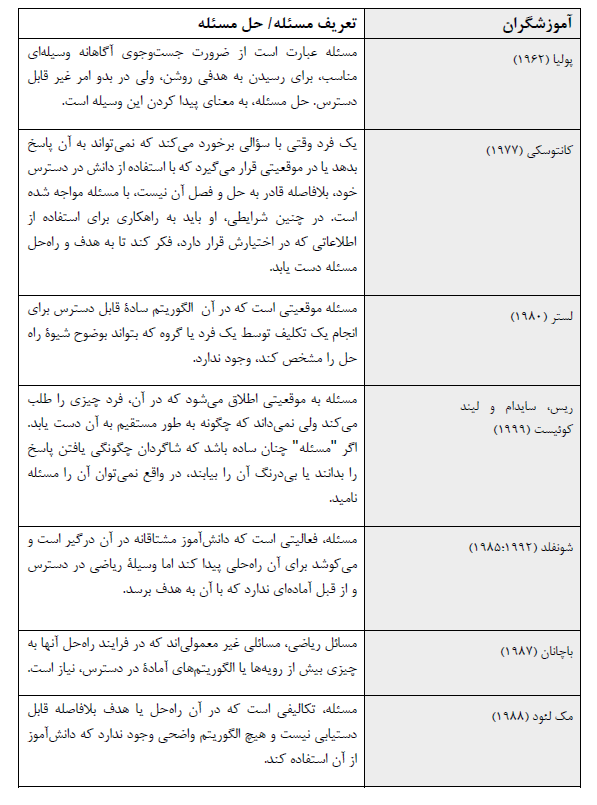 آموزشگران
تعریف مسئله/ حل مسئله
پولیا (۱۹۶۲)
مسئله عبارت است از ضرورت جست‌وجوی آگاهانه وسیله‌ای
مناسب، برای رسیدن به هدفی روشن، ولی در بدو امر غیر قابل
دسترس. حل مسئله، به معنای پیدا کردن این وسیله است.
کانتوسکی (۱۹۷۷)
یک فرد وقتی با سؤالی برخورد می‌کند که نمی‌تواند به آن پاسخ
بدهد یا در موقعیتی قرار می‌گیرد که با استفاده از دانش در دسترس
خود، بلافاصله قادر به حل و فصل آن نیست، با مسئله مواجه شده
است. در چنین شرایطی، او باید به راهکاری برای استفاده از
اطلاعاتی که در اختیارش قرار دارد، فکر کند تا به هدف و راه‌حل
مسئله دست یابد.
لستر (۱۹۸۰)
مسئله موقعیتی است که در آن الگوریتم سادهٔ قابل دسترس برای
انجام یک تکلیف توسط یک فرد یا گروه که بتواند بوضوح شیوهٔ راه
حل را مشخص کند، وجود ندارد.
ریس، سایدام و لیند
کوئیست (۱۹۹۹)
مسئله به موقعیتی اطلاق می‌شود که در آن، فرد چیزی را طلب
می‌کند ولی نمی‌داند که چگونه به طور مستقیم به آن دست یابد.
اگر "مسئله" چنان ساده باشد که شاگردان چگونگی یافتن پاسخ
را بدانند یا بی‌درنگ آن را بیابند، در واقع نمی‌توان آن را مسئله
نامید.
شونفلد (۱۹۸۵:۱۹۹۲)
مسئله، فعالیتی است که دانش‌آموز مشتاقانه در آن درگیر است و
می‌کوشد برای آن راه‌حلی پیدا کند اما وسیلهٔ ریاضی در دسترس
و از قبل آماده‌ای ندارد که با آن به هدف برسد.
باچانان (۱۹۸۷)
مسائل ریاضی، مسائلی غیر معمولی‌اند که در فرایند راه‌حل آنها به
چیزی بیش از رویه‌ها یا الگوریتم‌های آمادهٔ در دسترس، نیاز است.
مک لئود (۱۹۸۸)
مسئله، تکالیفی است که در آن راه‌حل یا هدف بلافاصله قابل
دستیابی نیست و هیچ الگوریتم واضحی وجود ندارد که دانش‌آموز
از آن استفاده کند.